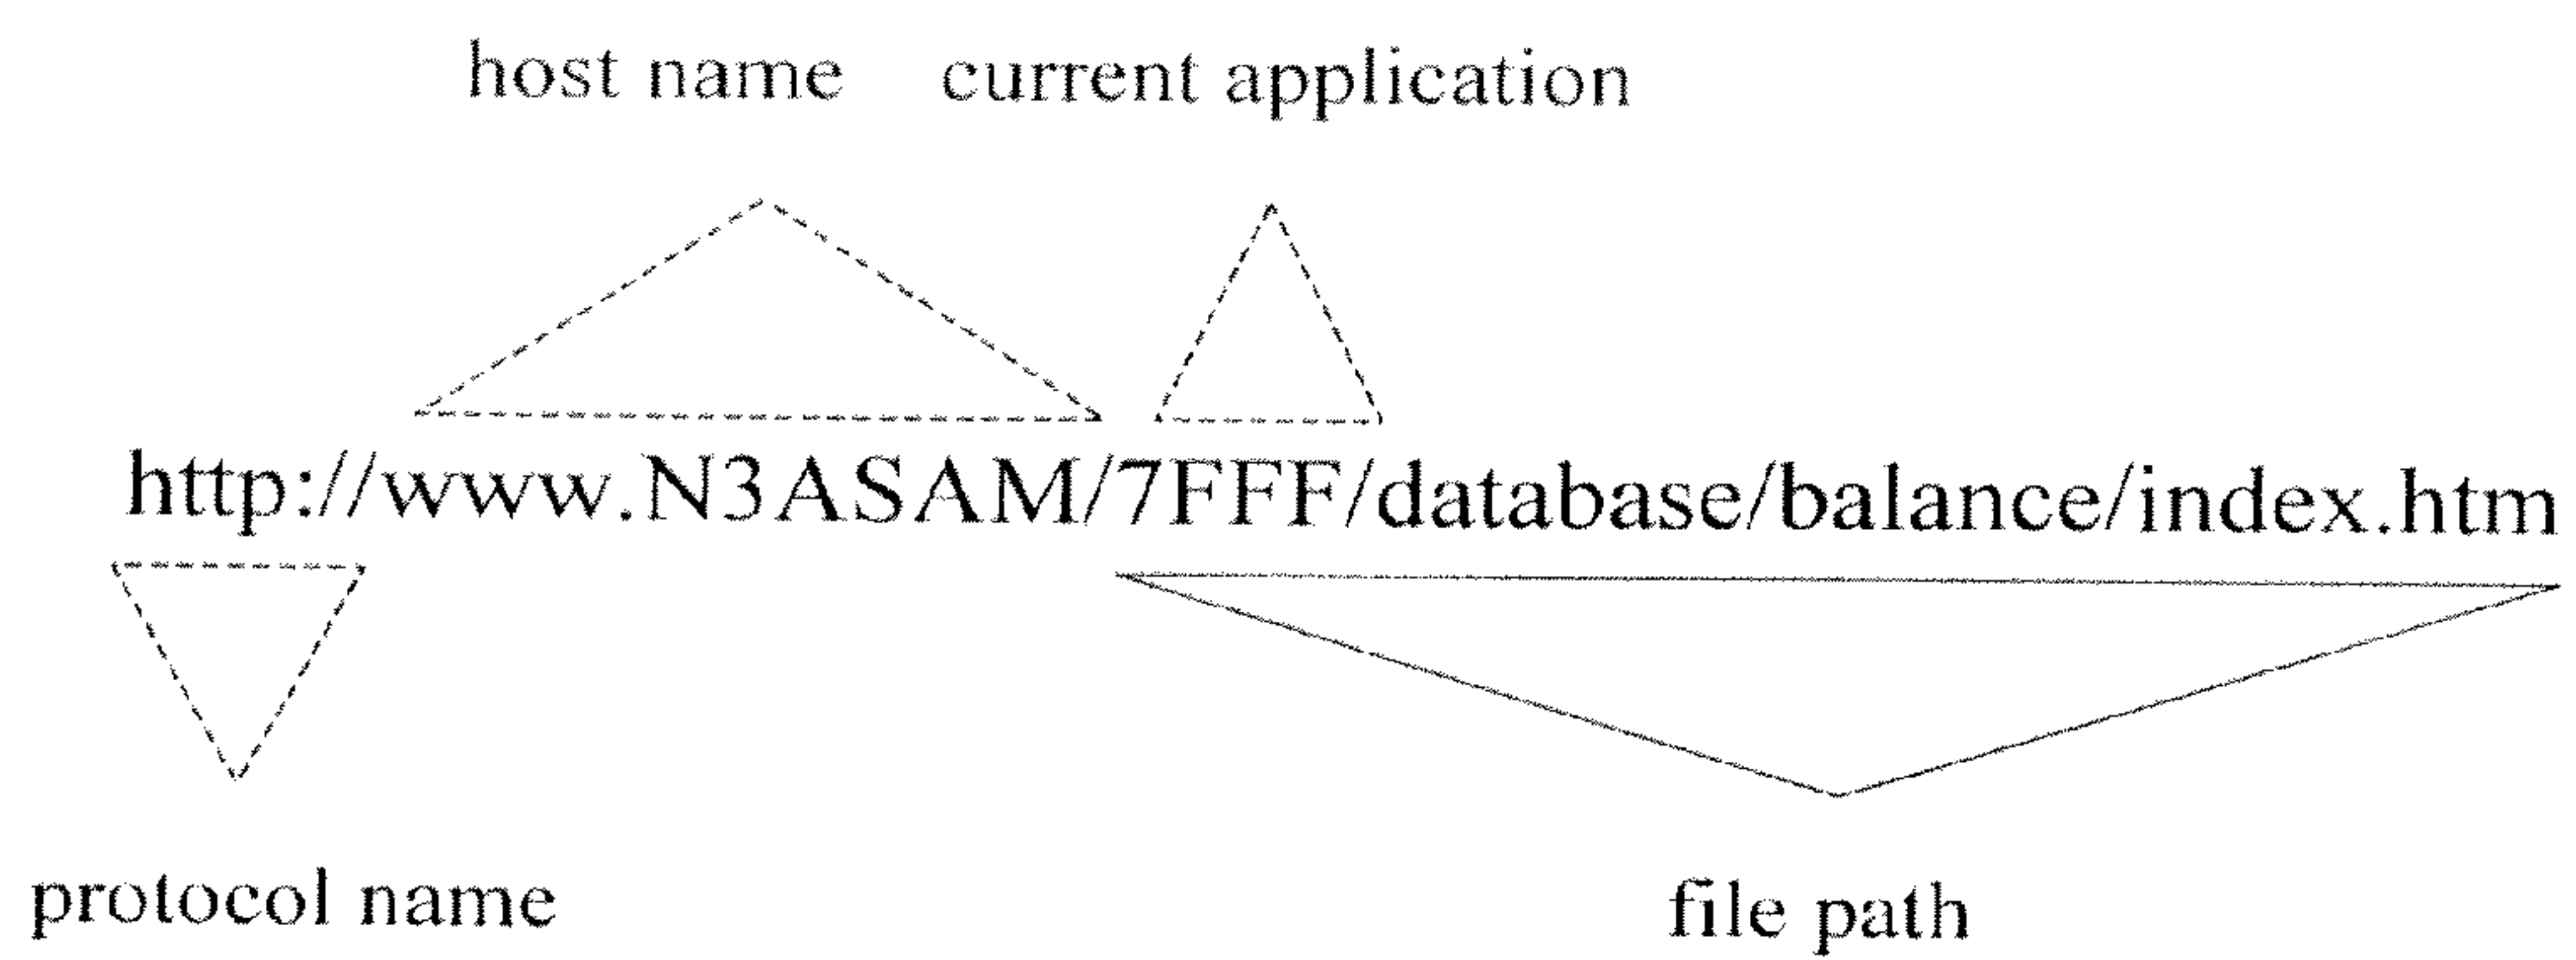 host name current application
http://www.N3ASAM/7FFF/database/balance/index.htm
protocol name file path